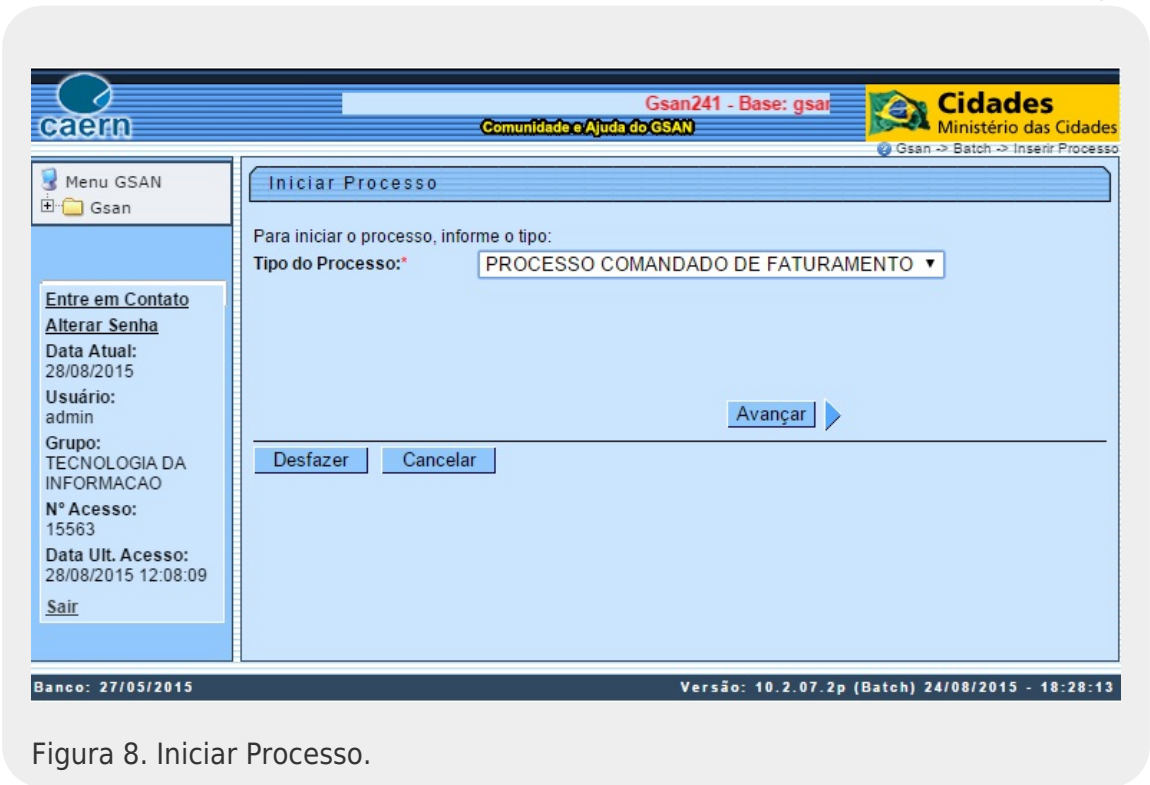 caern
Gsan241 - Base: gsan
Comunidade e Ajuda do GSAN
Cidades
Ministério das Cidades
Gsan -> Batch -> Inserir Processo
Menu GSAN
Gsan
Iniciar Processo
Para iniciar o processo, informe o tipo:
Tipo do Processo:* PROCESSO COMANDADO DE FATURAMENTO
Avançar
Desfazer Cancelar
Entre em Contato
Alterar Senha
Data Atual:
28/08/2015
Usuário:
admin
Grupo:
TECNOLOGIA DA
INFORMACAO
Nº Acesso:
15563
Data Ult. Acesso:
28/08/2015 12:08:09
Sair
Banco: 27/05/2015 Versão: 10.2.07.2p (Batch) 24/08/2015 - 18:28:13
Figura 8. Iniciar Processo.